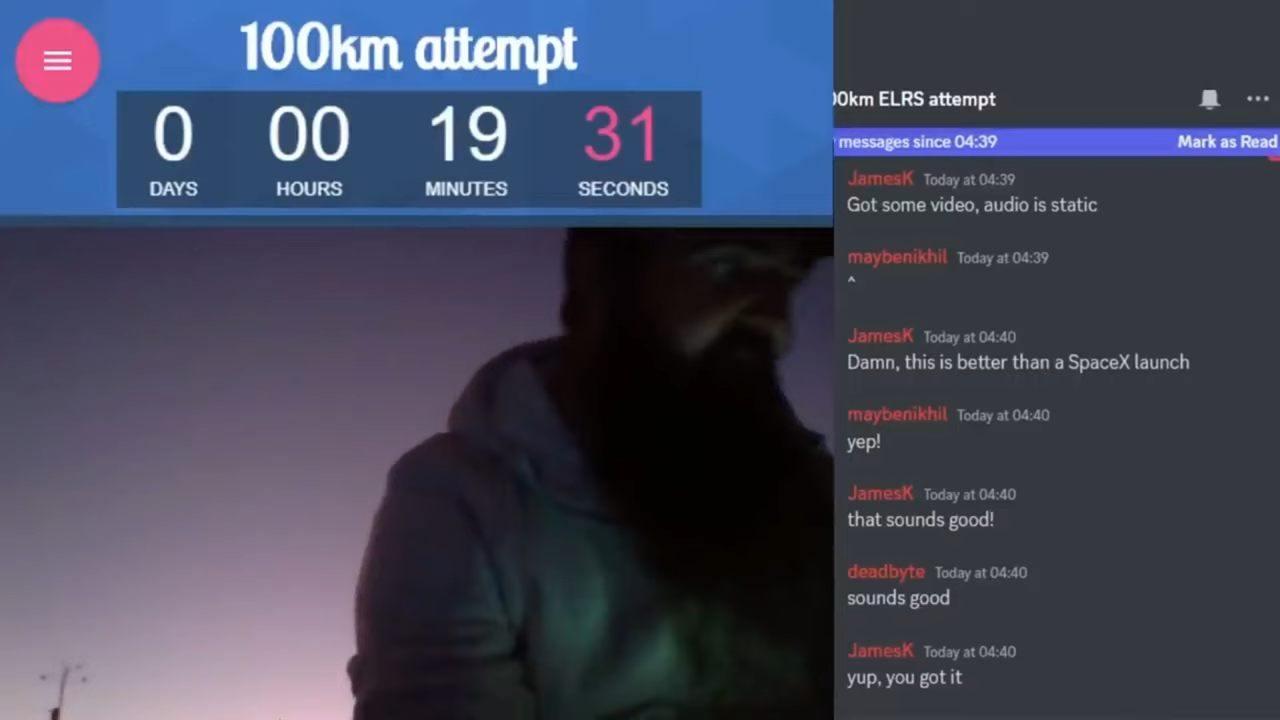 100km attempt
0 00 19 31
DAYS HOURS MINUTES SECONDS
00km ELRS attempt
messages since 04:39 Mark as Read
JamesK Today at 04:39
Got some video, audio is static
maybenikhil Today at 04:39
^
JamesK Today at 04:40
Damn, this is better than a SpaceX launch
maybenikhil Today at 04:40
yep!
JamesK Today at 04:40
that sounds good!
deadbyte Today at 04:40
sounds good
JamesK Today at 04:40
yup, you got it